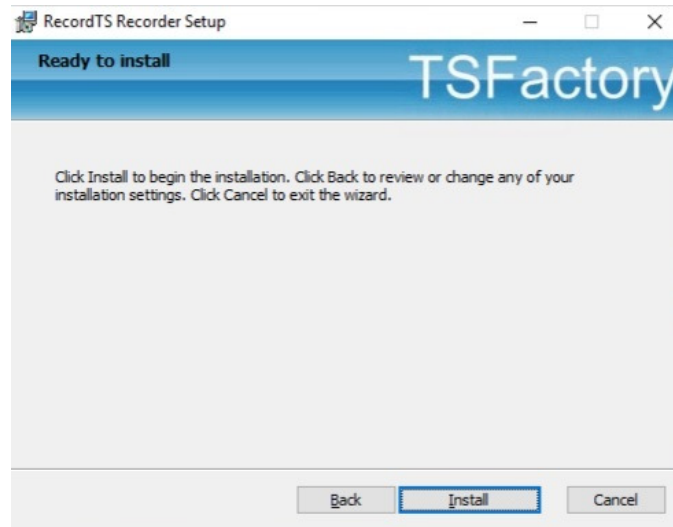 RecordTS Recorder Setup
Ready to install
TSFactory
Click Install to begin the installation. Click Back to review or change any of your
installation settings. Click Cancel to exit the wizard.
Back Install Cancel